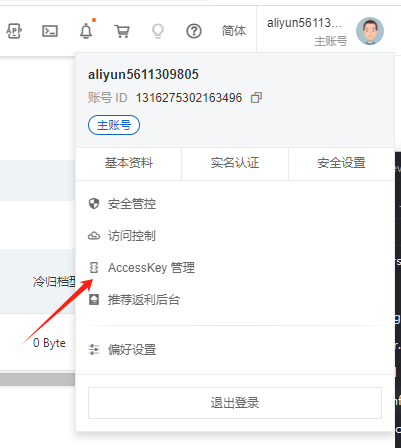 简体
aliyun5611 3...
主账号
aliyun5611309805
账号 ID 1316275302163496
主账号
基本资料 实名认证 安全设置
安全管控
访问控制
AccessKey 管理
推荐返利后台
冷归档
0 Byte
偏好设置
退出登录